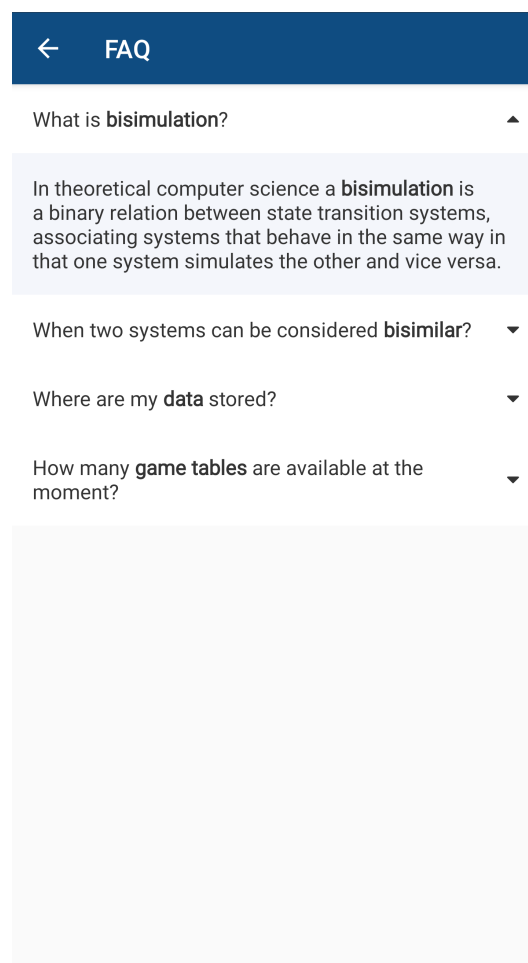 FAQ
What is bisimulation?
In theoretical computer science a bisimulation is
a binary relation between state transition systems,
associating systems that behave in the same way in
that one system simulates the other and vice versa.
When two systems can be considered bisimilar?
Where are my data stored?
How many game tables are available at the
moment?